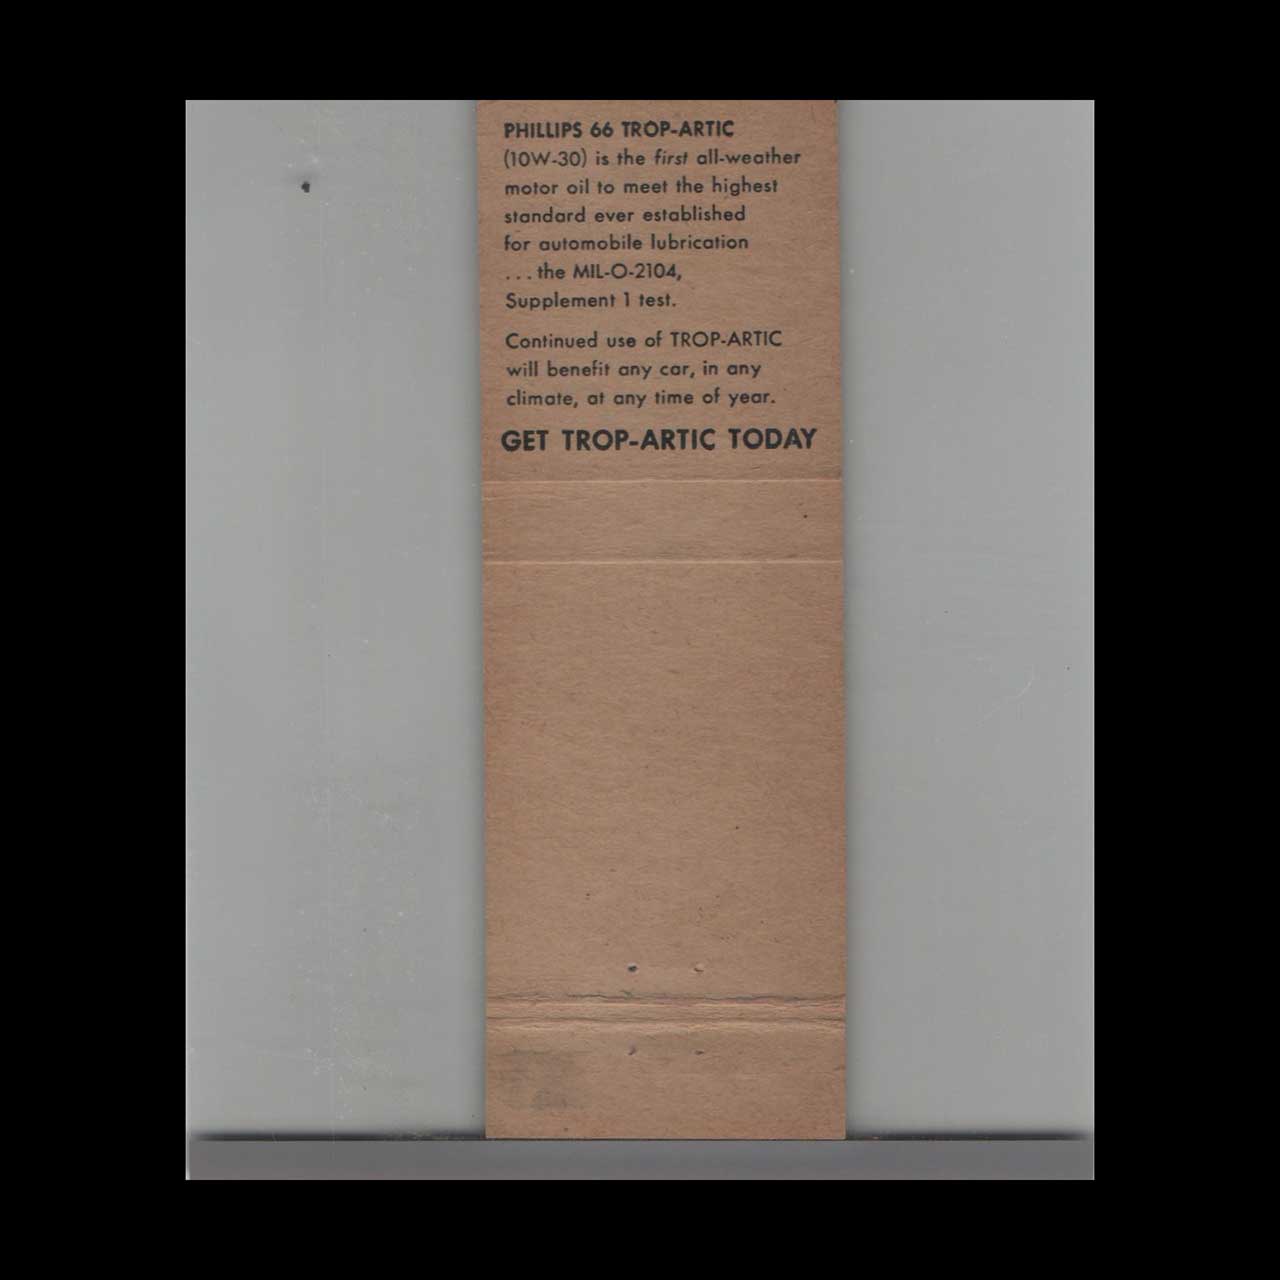 PHILLIPS 66 TROP-ARTIC
(10W-30) is the first all-weather
motor oil to meet the highest
standard ever established
for automobile lubrication
... the MIL-O-2104,
Supplement 1 test.
Continued use of TROP-ARTIC
will benefit any car, in any
climate, at any time of year.
GET TROP-ARTIC TODAY